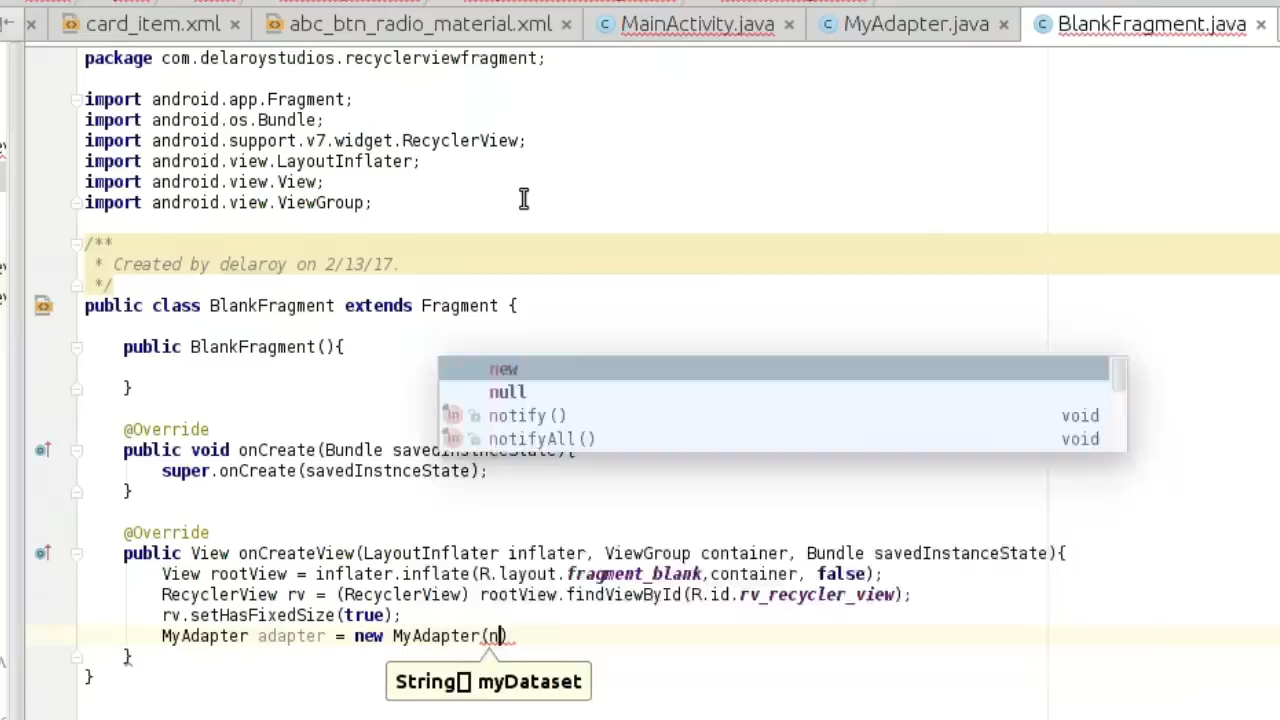 card_item.xml abc_btn_radio_material.xml MainActivity.java MyAdapter.java BlankFragment.java
package com.delaroystudios.recyclerviewfragment;
import android.app.Fragment;
import android.os.Bundle;
import android.support.v7.widget.RecyclerView;
import android.view.LayoutInflater;
import android.view.View;
import android.view.ViewGroup;
/**
* Created by delaroy on 2/13/17.
*/
public class BlankFragment extends Fragment {
public BlankFragment(){
}
new
null
notify() void
notifyAll() void
@Override
public void onCreate(Bundle savedInstnceState){
super.onCreate(savedInstnceState);
}
@Override
public View onCreateView(LayoutInflater inflater, ViewGroup container, Bundle savedInstanceState){
View rootView = inflater.inflate(R.layout.fragment_blank,container, false);
RecyclerView rv = (RecyclerView) rootView.findViewById(R.id.rv_recycler_view);
rv.setHasFixedSize(true);
MyAdapter adapter = new MyAdapter(n)
}
}
String[] myDataset